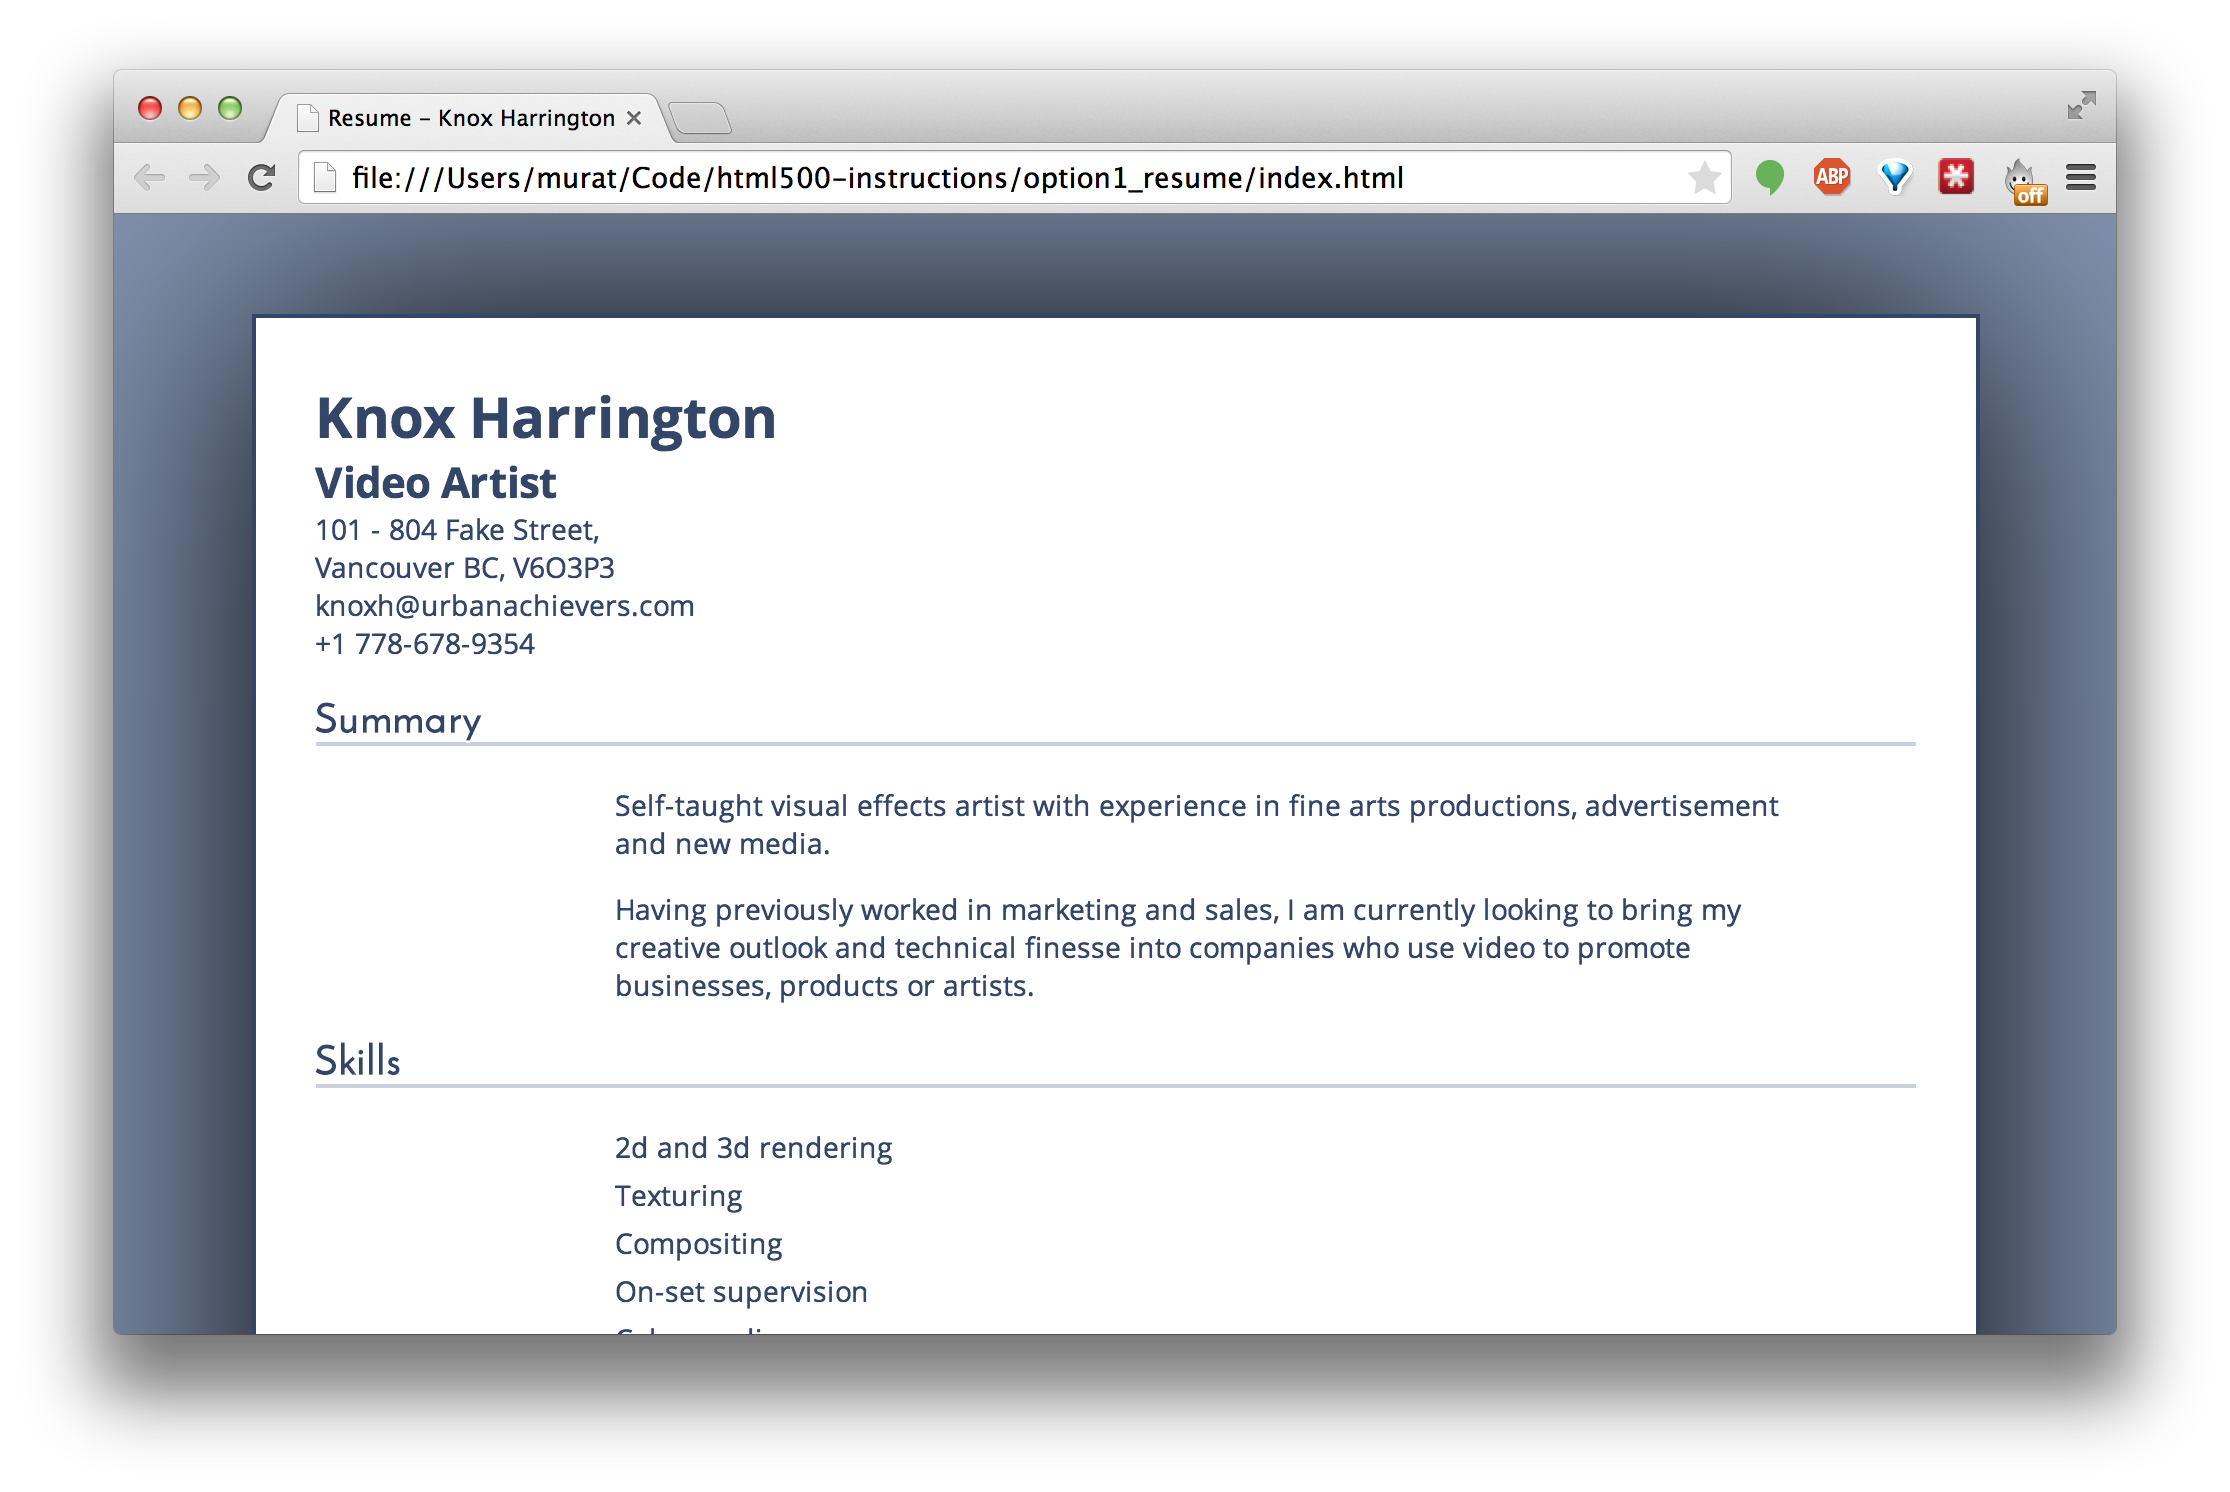 Resume – Knox Harrington
file:///Users/murat/Code/html500-instructions/option1_resume/index.html
ABP
off
Knox Harrington
Video Artist
101 - 804 Fake Street,
Vancouver BC, V6O3P3
knoxh@urbanachievers.com
+1 778-678-9354
Summary
Self-taught visual effects artist with experience in fine arts productions, advertisement
and new media.
Having previously worked in marketing and sales, I am currently looking to bring my
creative outlook and technical finesse into companies who use video to promote
businesses, products or artists.
Skills
2d and 3d rendering
Texturing
Compositing
On-set supervision